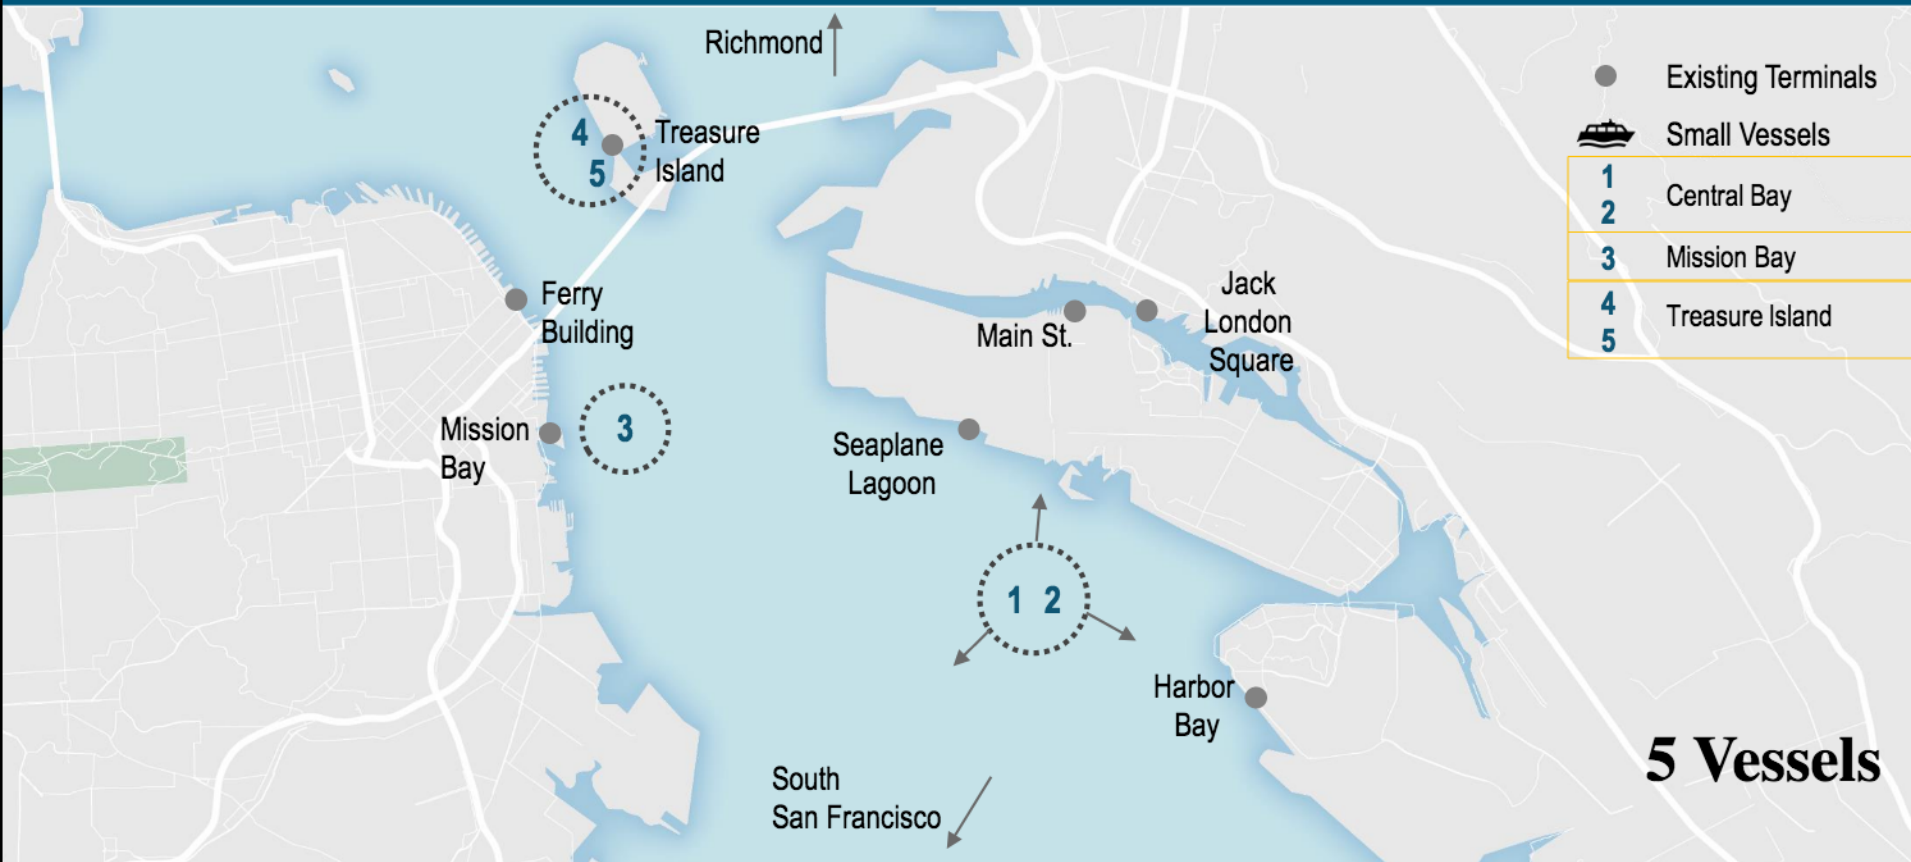 Richmond
Treasure
Island
4
5
Ferry
Building
Mission
Bay
3
Main St.
Jack
London
Square
Seaplane
Lagoon
1 2
Harbor
Bay
South
San Francisco
Existing Terminals
Small Vessels
1
2
Central Bay
3 Mission Bay
4
5
Treasure Island
5 Vessels